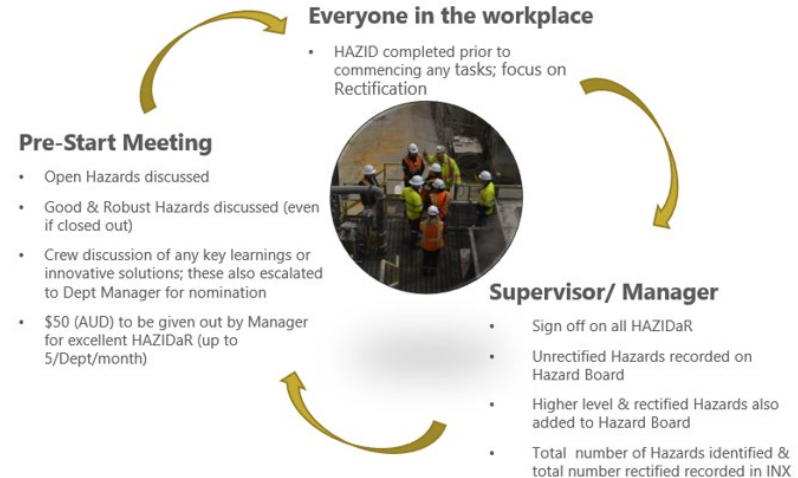 Everyone in the workplace
• HAZID completed prior to
commencing any tasks; focus on
Rectification
Pre-Start Meeting
• Open Hazards discussed
• Good & Robust Hazards discussed (even
if closed out)
• Crew discussion of any key learnings or
innovative solutions; these also escalated
to Dept Manager for nomination
• $50 (AUD) to be given out by Manager
for excellent HAZIDaR (up to
5/Dept/month)
Supervisor/ Manager
• Sign off on all HAZIDaR
• Unrectified Hazards recorded on
Hazard Board
• Higher level & rectified Hazards also
added to Hazard Board
• Total number of Hazards identified &
total number rectified recorded in INX